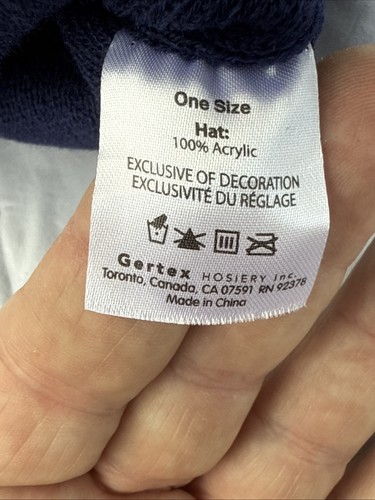 One Size
Hat:
100% Acrylic
EXCLUSIVE OF DECORATION
EXCLUSIVITÉ DU RÉGLAGE
Gertex HOSIERY Inc.
Toronto, Canada, CA 07591 RN 92378
Made in China